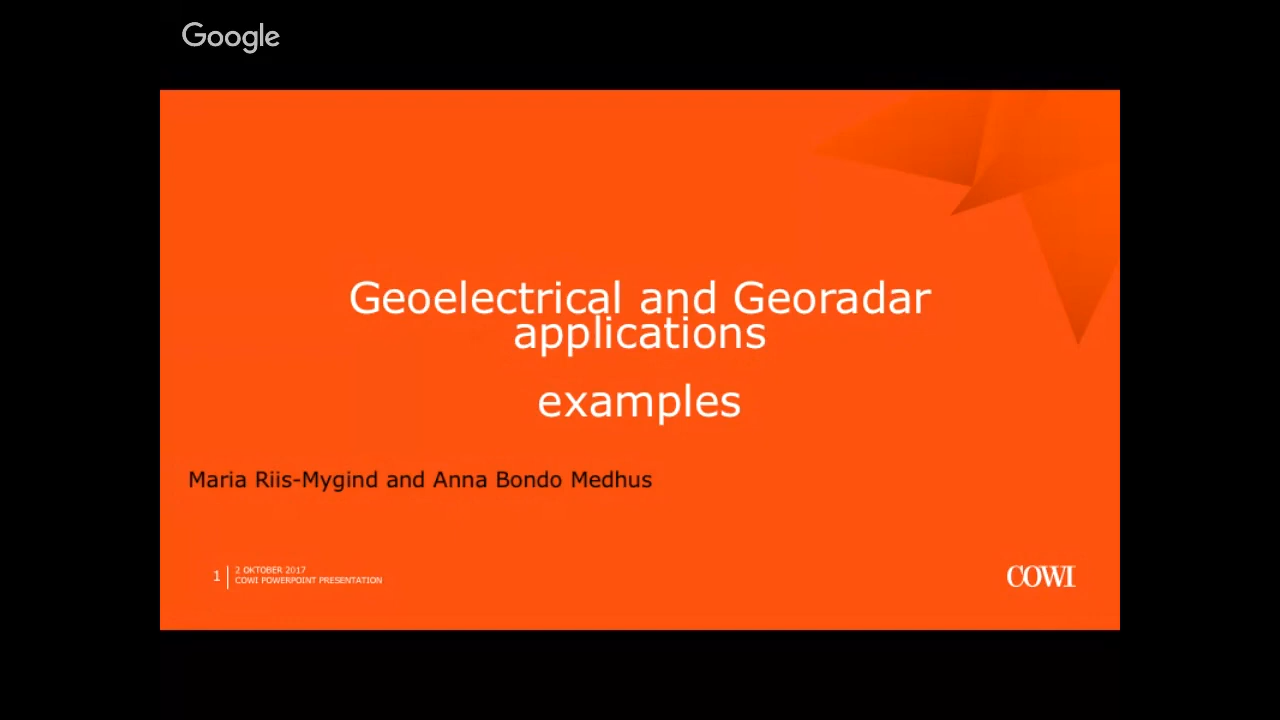 Google
Geoelectrical and Georadar
applications
examples
Maria Riis-Mygind and Anna Bondo Medhus
1
2 OKTOBER 2017
COWI POWERPOINT PRESENTATION
COWI